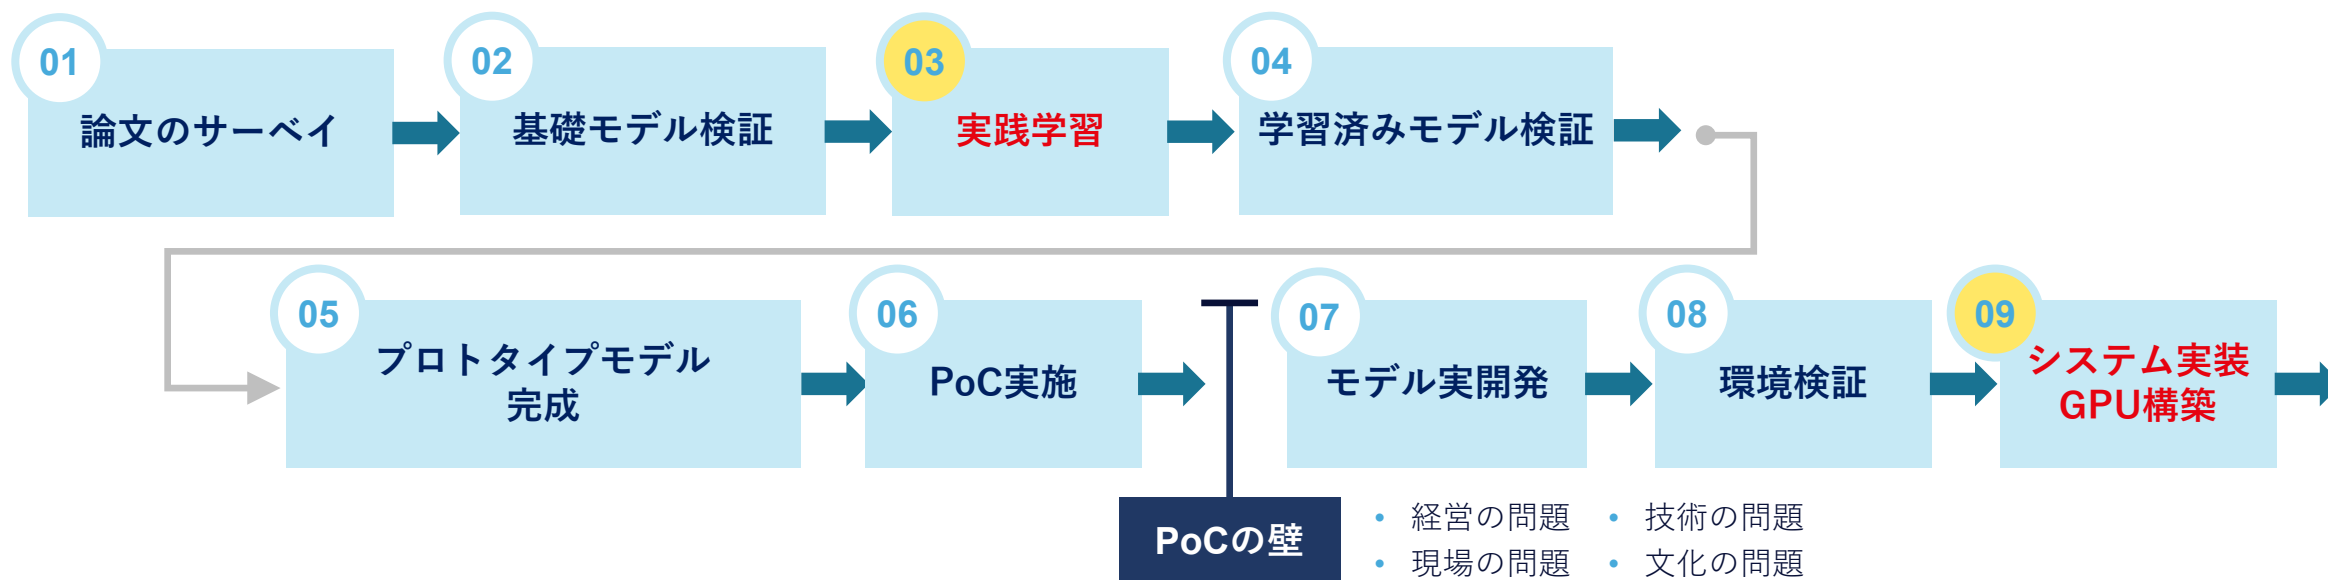 01
論文のサーベイ
02
基礎モデル検証
03
実践学習
04
学習済みモデル検証
05
プロトタイプモデル
完成
06
PoC実施
07
モデル実開発
08
環境検証
09
システム実装
GPU構築
PoCの壁
• 経営の問題
• 技術の問題
• 現場の問題
• 文化の問題